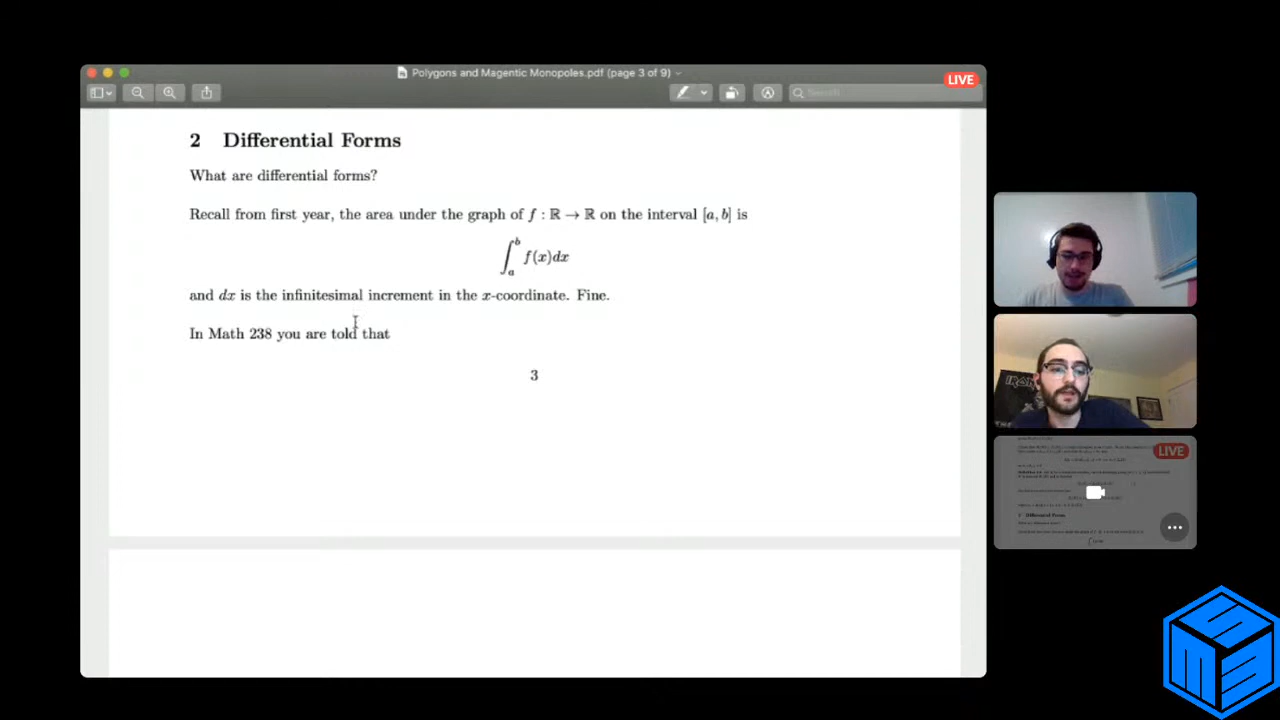 Polygons and Magentic Monopoles.pdf (page 3 of 9)
LIVE
Search
2 Differential Forms
What are differential forms?
Recall from first year, the area under the graph of f : ℝ → ℝ on the interval [a, b] is
∫_a^b f(x)dx
and dx is the infinitesimal increment in the x-coordinate. Fine.
In Math 238 you are told that
3
IRON
LIVE